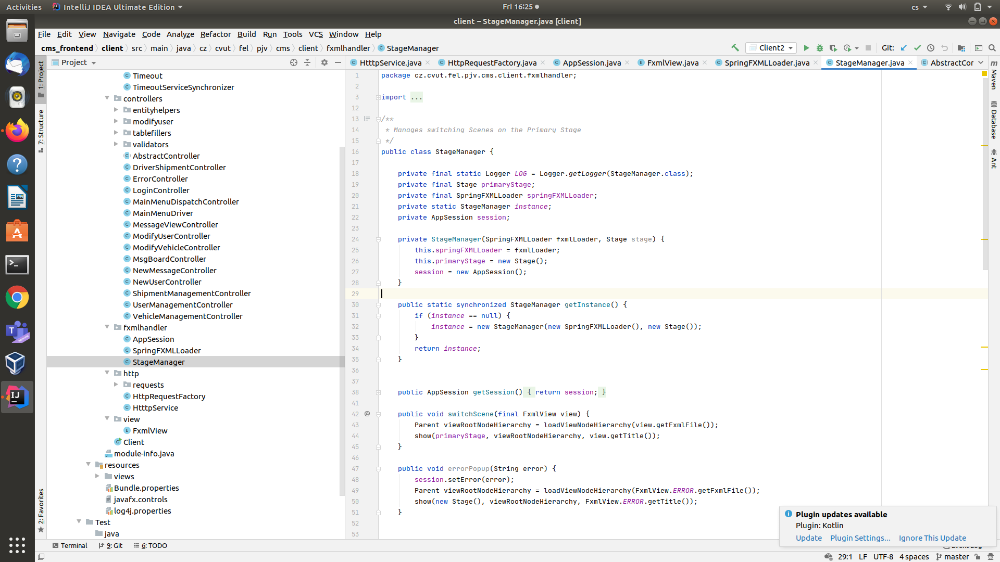 Activities IntelliJ IDEA Ultimate Edition Fri 16:25 cs
client – StageManager.java [client]
File Edit View Navigate Code Analyze Refactor Build Run Tools VCS Window Help
cms_frontend client src main java cz cvut fel pjv cms client fxmlhandler StageManager Client2 Git:
Project
HtttpService.java HttpRequestFactory.java AppSession.java FxmlView.java SpringFXMLLoader.java StageManager.java AbstractCor
1: Project
7: Structure
2: Favorites
Timeout
TimeoutServiceSynchronizer
controllers
entityhelpers
modifyuser
tablefillers
validators
AbstractController
DriverShipmentController
ErrorController
LoginController
MainMenuDispatchController
MainMenuDriver
MessageViewController
ModifyUserController
ModifyVehicleController
MsgBoardController
NewMessageController
NewUserController
ShipmentManagementController
UserManagementController
VehicleManagementController
fxmlhandler
AppSession
SpringFXMLLoader
StageManager
http
requests
HttpRequestFactory
HtttpService
view
FxmlView
Client
module-info.java
resources
views
Bundle.properties
javafx.controls
log4j.properties
Test
java
1 package cz.cvut.fel.pjv.cms.client.fxmlhandler;
2
3 import ...
12
13 /**
14 * Manages switching Scenes on the Primary Stage
15 */
16 public class StageManager {
17
18 private final static Logger LOG = Logger.getLogger(StageManager.class);
19 private final Stage primaryStage;
20 private final SpringFXMLLoader springFXMLLoader;
21 private static StageManager instance;
22 private AppSession session;
23
24 private StageManager(SpringFXMLLoader fxmlLoader, Stage stage) {
25 this.springFXMLLoader = fxmlLoader;
26 this.primaryStage = new Stage();
27 session = new AppSession();
28 }
29
30 public static synchronized StageManager getInstance() {
31 if (instance == null) {
32 instance = new StageManager(new SpringFXMLLoader(), new Stage());
33 }
34 return instance;
35 }
36
37
38 public AppSession getSession() { return session; }
41
42 @ public void switchScene(final FxmlView view) {
43 Parent viewRootNodeHierarchy = loadViewNodeHierarchy(view.getFxmlFile());
44 show(primaryStage, viewRootNodeHierarchy, view.getTitle());
45 }
46
47 public void errorPopup(String error) {
48 session.setError(error);
49 Parent viewRootNodeHierarchy = loadViewNodeHierarchy(FxmlView.ERROR.getFxmlFile());
50 show(new Stage(), viewRootNodeHierarchy, FxmlView.ERROR.getTitle());
51 }
52
53
Maven
Database
Ant
Plugin updates available
Plugin: Kotlin
Update Plugin Settings... Ignore This Update
Terminal 9: Git 6: TODO Event Log
29:1 LF UTF-8 4 spaces master